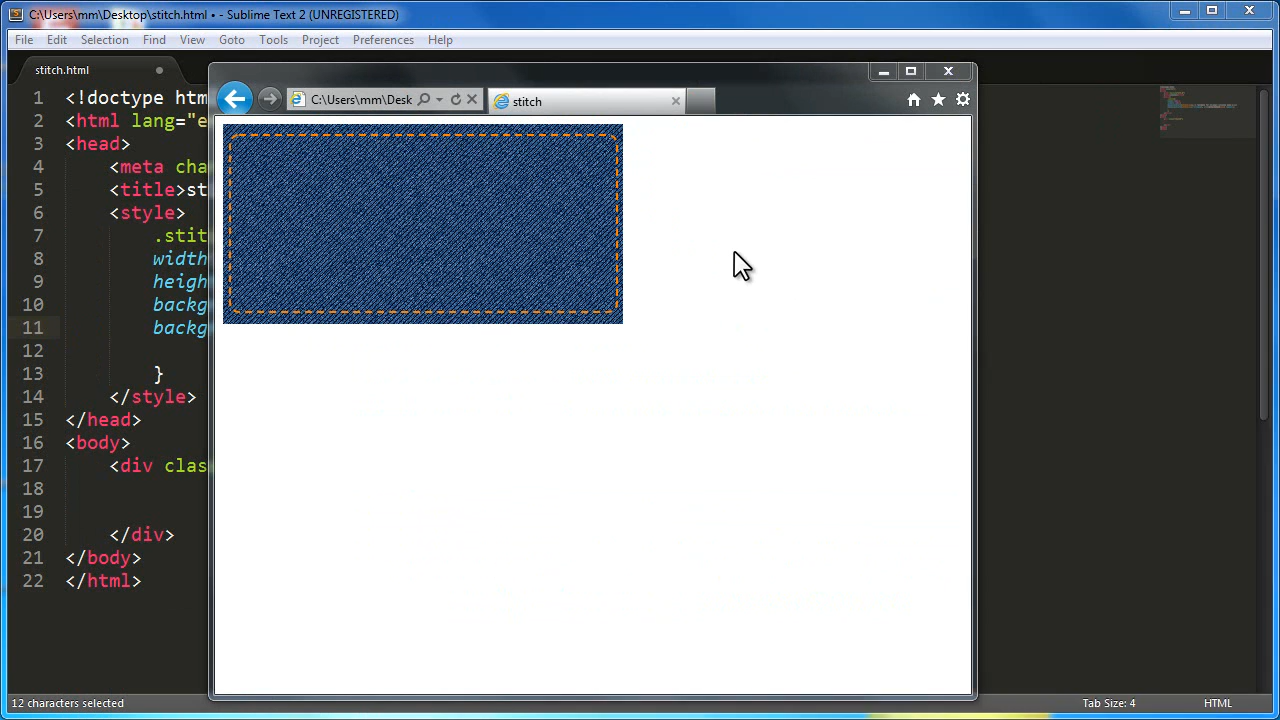 C:\Users\mm\Desktop\stitch.html • - Sublime Text 2 (UNREGISTERED)
File Edit Selection Find View Goto Tools Project Preferences Help
stitch.html
C:\Users\mm\Desk
stitch
1 <!doctype htm
2 <html lang="e
3 <head>
4 <meta cha
5 <title>st
6 <style>
7 .stit
8 width
9 heigh
10 backg
11 backg
12
13 }
14 </style>
15 </head>
16 <body>
17 <div clas
18
19
20 </div>
21 </body>
22 </html>
12 characters selected
Tab Size: 4
HTML